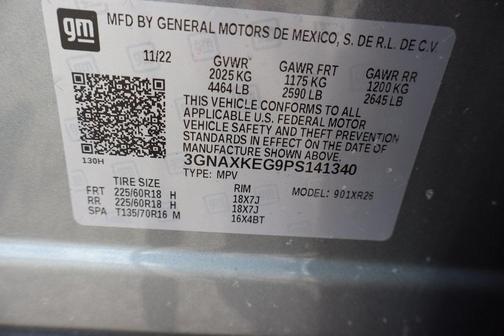 gm
MFD BY GENERAL MOTORS DE MEXICO, S. DE R.L. DE C.V.
11/22 GVWR GAWR FRT GAWR RR
2025 KG 1175 KG 1200 KG
4464 LB 2590 LB 2645 LB
THIS VEHICLE CONFORMS TO ALL
APPLICABLE U.S. FEDERAL MOTOR
VEHICLE SAFETY AND THEFT PREVENTION
STANDARDS IN EFFECT ON THE DATE OF
MANUFACTURE SHOWN ABOVE.
130H 3GNAXKEG9PS141340
TYPE: MPV
TIRE SIZE RIM MODEL: 901XR26
FRT 225/60R18 H 18X7J
RR 225/60R18 H 18X7J
SPA T135/70R16 M 16X4BT